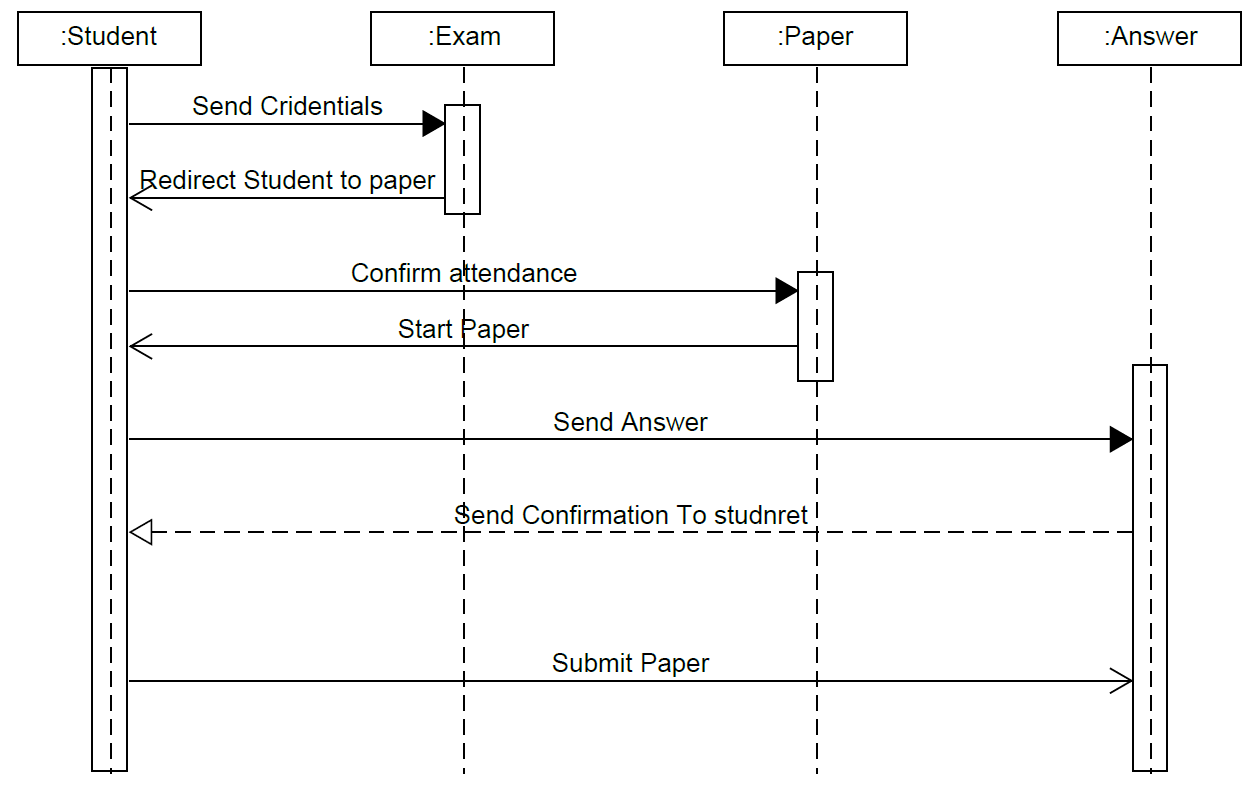 :Student
:Exam
:Paper
:Answer
Send Cridentials
Redirect Student to paper
Confirm attendance
Start Paper
Send Answer
Send Confirmation To studnret
Submit Paper